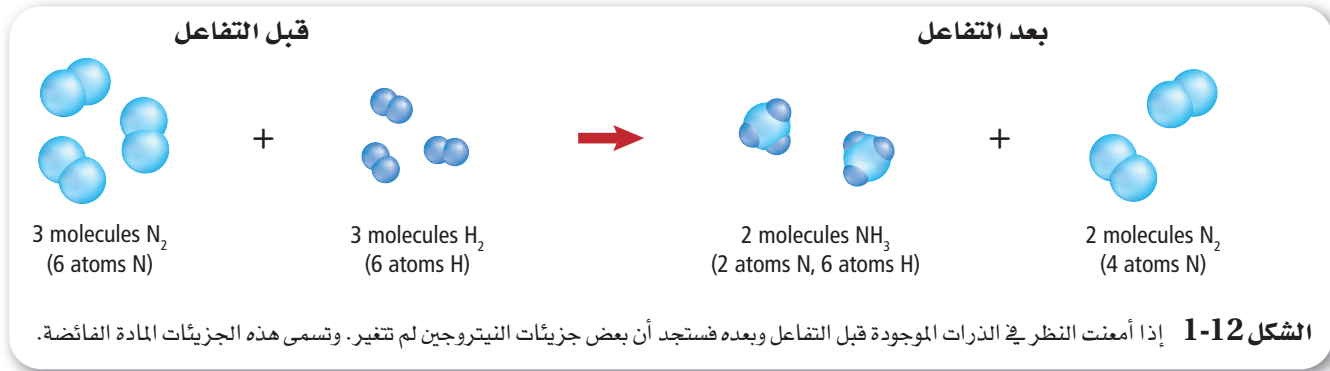 قبل التفاعل
بعد التفاعل
+
+
3 molecules N₂
(6 atoms N)
3 molecules H₂
(6 atoms H)
2 molecules NH₃
(2 atoms N, 6 atoms H)
2 molecules N₂
(4 atoms N)
الشكل 12-1 إذا أمعنت النظر في الذرات الموجودة قبل التفاعل وبعده فستجد أن بعض جزيئات النيتروجين لم تتغير. وتسمى هذه الجزيئات المادة الفائضة.